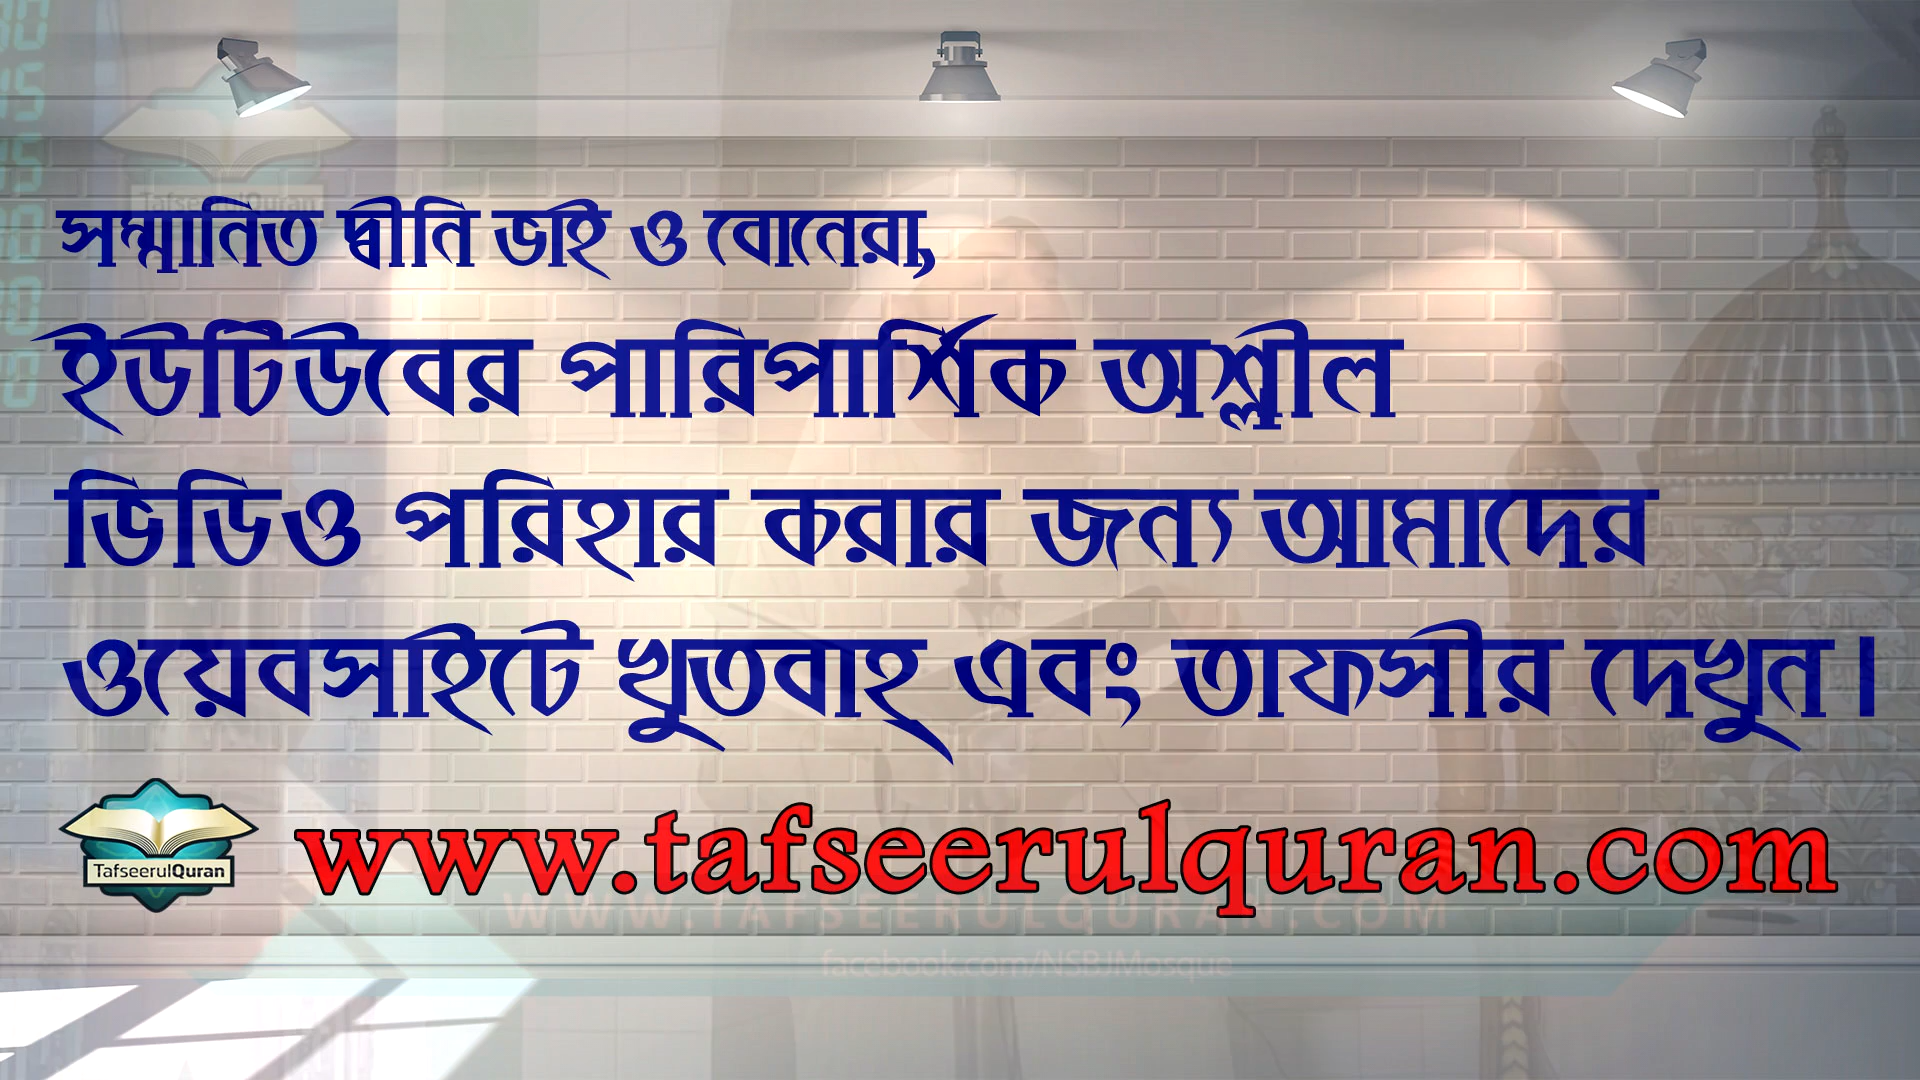 TafseerulQuran
সম্মানিত দ্বীনি ভাই ও বোনেরা,
ইউটিউবের পারিপার্শিক অশ্লীল
ভিডিও পরিহার করার জন্য আমাদের
ওয়েবসাইটে খুতবাহ্ এবং তাফসীর দেখুন।
TafseerulQuran
www.tafseerulquran.com
WWW.TAFSEERULQURAN.COM
facebook.com/NSBJMosque